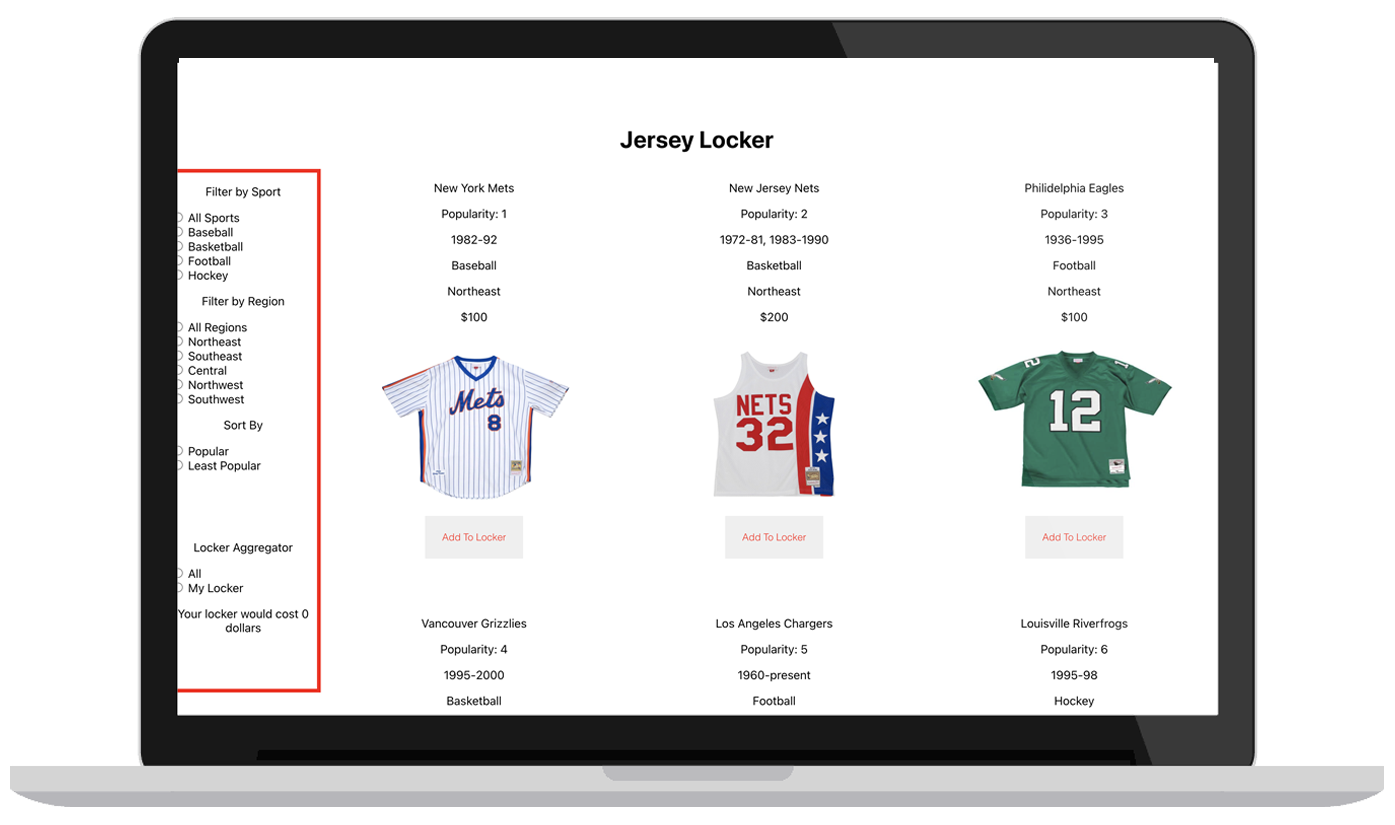 Jersey Locker
Filter by Sport
All Sports
Baseball
Basketball
Football
Hockey
Filter by Region
All Regions
Northeast
Southeast
Central
Northwest
Southwest
Sort By
Popular
Least Popular
Locker Aggregator
All
My Locker
Your locker would cost 0
dollars
New York Mets
Popularity: 1
1982-92
Baseball
Northeast
$100
Mets
8
Add To Locker
New Jersey Nets
Popularity: 2
1972-81, 1983-1990
Basketball
Northeast
$200
NETS
32
Add To Locker
Philidelphia Eagles
Popularity: 3
1936-1995
Football
Northeast
$100
12
Add To Locker
Vancouver Grizzlies
Popularity: 4
1995-2000
Basketball
Los Angeles Chargers
Popularity: 5
1960-present
Football
Louisville Riverfrogs
Popularity: 6
1995-98
Hockey